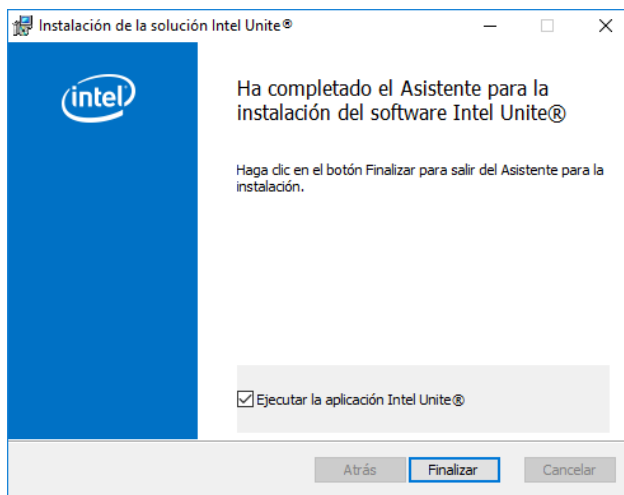 Instalación de la solución Intel Unite®
intel
Ha completado el Asistente para la
instalación del software Intel Unite®
Haga clic en el botón Finalizar para salir del Asistente para la
instalación.
Ejecutar la aplicación Intel Unite®
Atrás
Finalizar
Cancelar